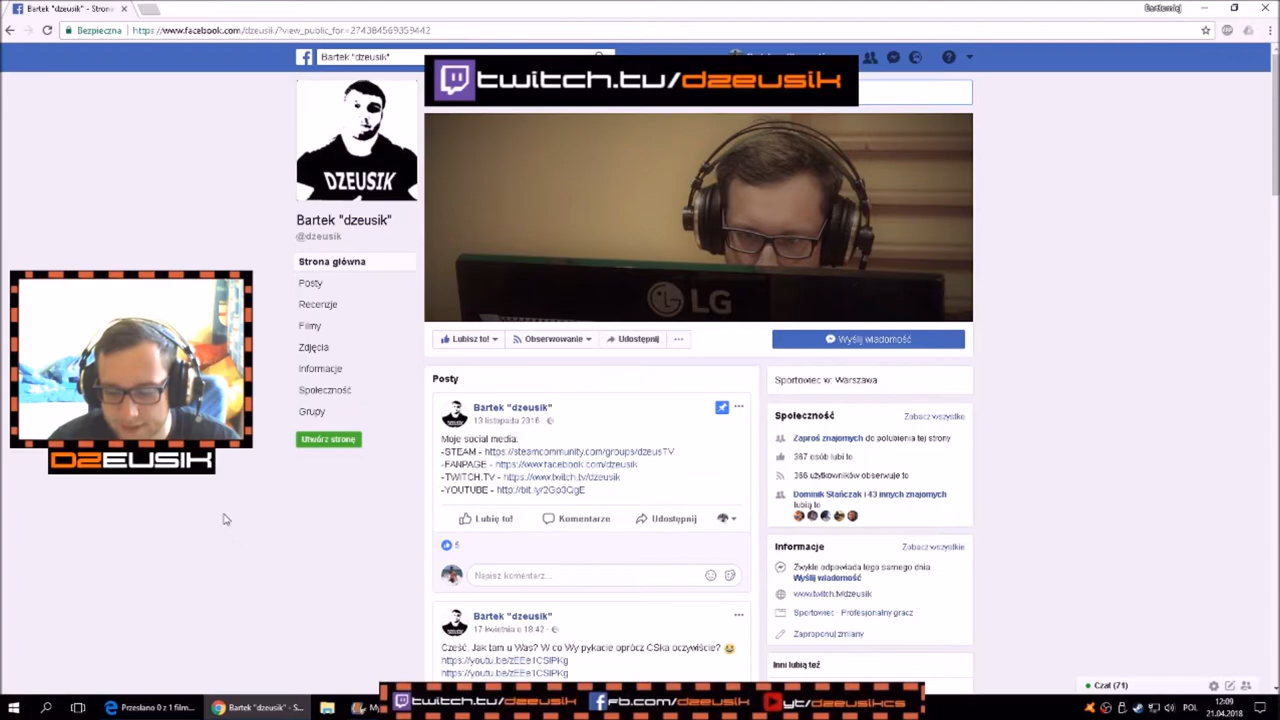 Bartek "dzeusik" - Strona
Bartłomiej
Bezpieczna
https://www.facebook.com/dzeusik/?view_public_for=274384569359442
Bartek "dzeusik"
twitch.tv/dzeusik
DZEUSIK
LG
Bartek "dzeusik"
@dzeusik
Strona główna
Posty
Recenzje
Filmy
Zdjęcia
Informacje
Społeczność
Grupy
Utwórz stronę
DZEUSIK
Lubisz to!
Obserwowanie
Udostępnij
Wyślij wiadomość
Posty
Bartek "dzeusik"
13 listopada 2016
Moje social media:
-STEAM - https://steamcommunity.com/groups/dzeusTV
-FANPAGE - https://www.facebook.com/dzeusik
-TWITCH.TV - https://www.twitch.tv/dzeusik
-YOUTUBE - http://bit.ly/2Gp3QgE
Lubię to!
Komentarze
Udostępnij
5
Napisz komentarz...
Bartek "dzeusik"
17 kwietnia o 18:42
Cześć. Jak tam u Was? W co Wy pykacie oprócz CSka oczywiście?
https://youtu.be/zEEe1CSlPKg
https://youtu.be/zEEe1CSlPKg
Sportowiec w: Warszawa
Społeczność
Zobacz wszystkie
Zaproś znajomych do polubienia tej strony
367 osób lubi to
366 użytkowników obserwuje to
Dominik Stańczak i 43 innych znajomych
lubią to
Informacje
Zobacz wszystkie
Zwykle odpowiada tego samego dnia
Wyślij wiadomość
www.twitch.tv/dzeusik
Sportowiec · Profesjonalny gracz
Zaproponuj zmiany
Inni lubią też
Czat (71)
twitch.tv/dzeusik
fb.com/dzeusik
yt/dzeusikcs
Przesłano 0 z 1 film...
Bartek "dzeusik" - S...
POL
12:09
21.04.2018